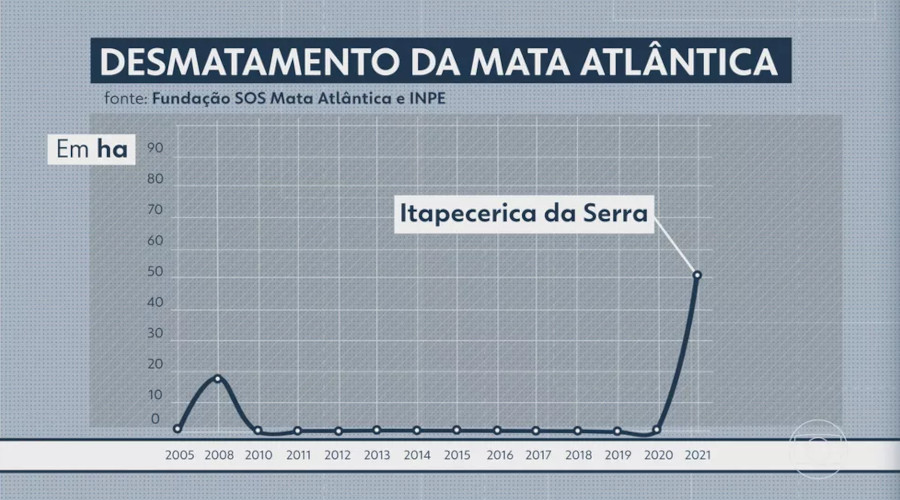 DESMATAMENTO DA MATA ATLÂNTICA
fonte: Fundação SOS Mata Atlântica e INPE
Em ha
90
80
70
Itapecerica da Serra
60
50
40
30
20
10
0
2005 2008 2010 2011 2012 2013 2014 2015 2016 2017 2018 2019 2020 2021